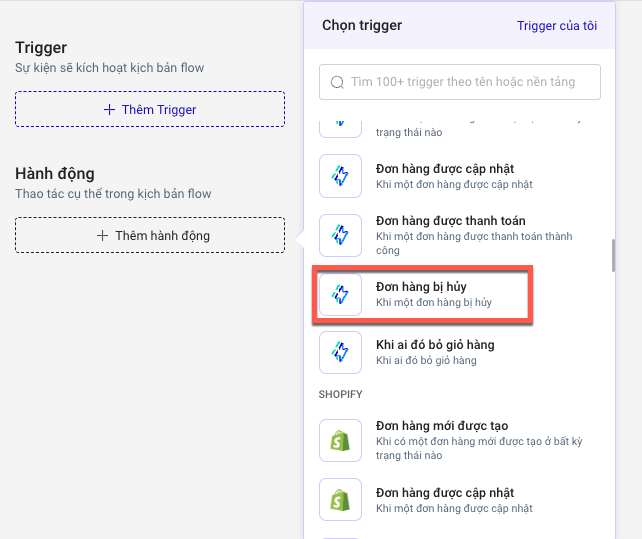 Trigger
Sự kiện sẽ kích hoạt kịch bản flow
+ Thêm Trigger
Hành động
Thao tác cụ thể trong kịch bản flow
+ Thêm hành động
Chọn trigger
Trigger của tôi
Tìm 100+ trigger theo tên hoặc nền tảng
trạng thái nào
Đơn hàng được cập nhật
Khi một đơn hàng được cập nhật
Đơn hàng được thanh toán
Khi một đơn hàng được thanh toán thành
công
Đơn hàng bị hủy
Khi một đơn hàng bị hủy
Khi ai đó bỏ giỏ hàng
Khi ai đó bỏ giỏ hàng
SHOPIFY
Đơn hàng mới được tạo
Khi có một đơn hàng mới được tạo ở bất kỳ
trạng thái nào
Đơn hàng được cập nhật
Khi một đơn hàng được cập nhật